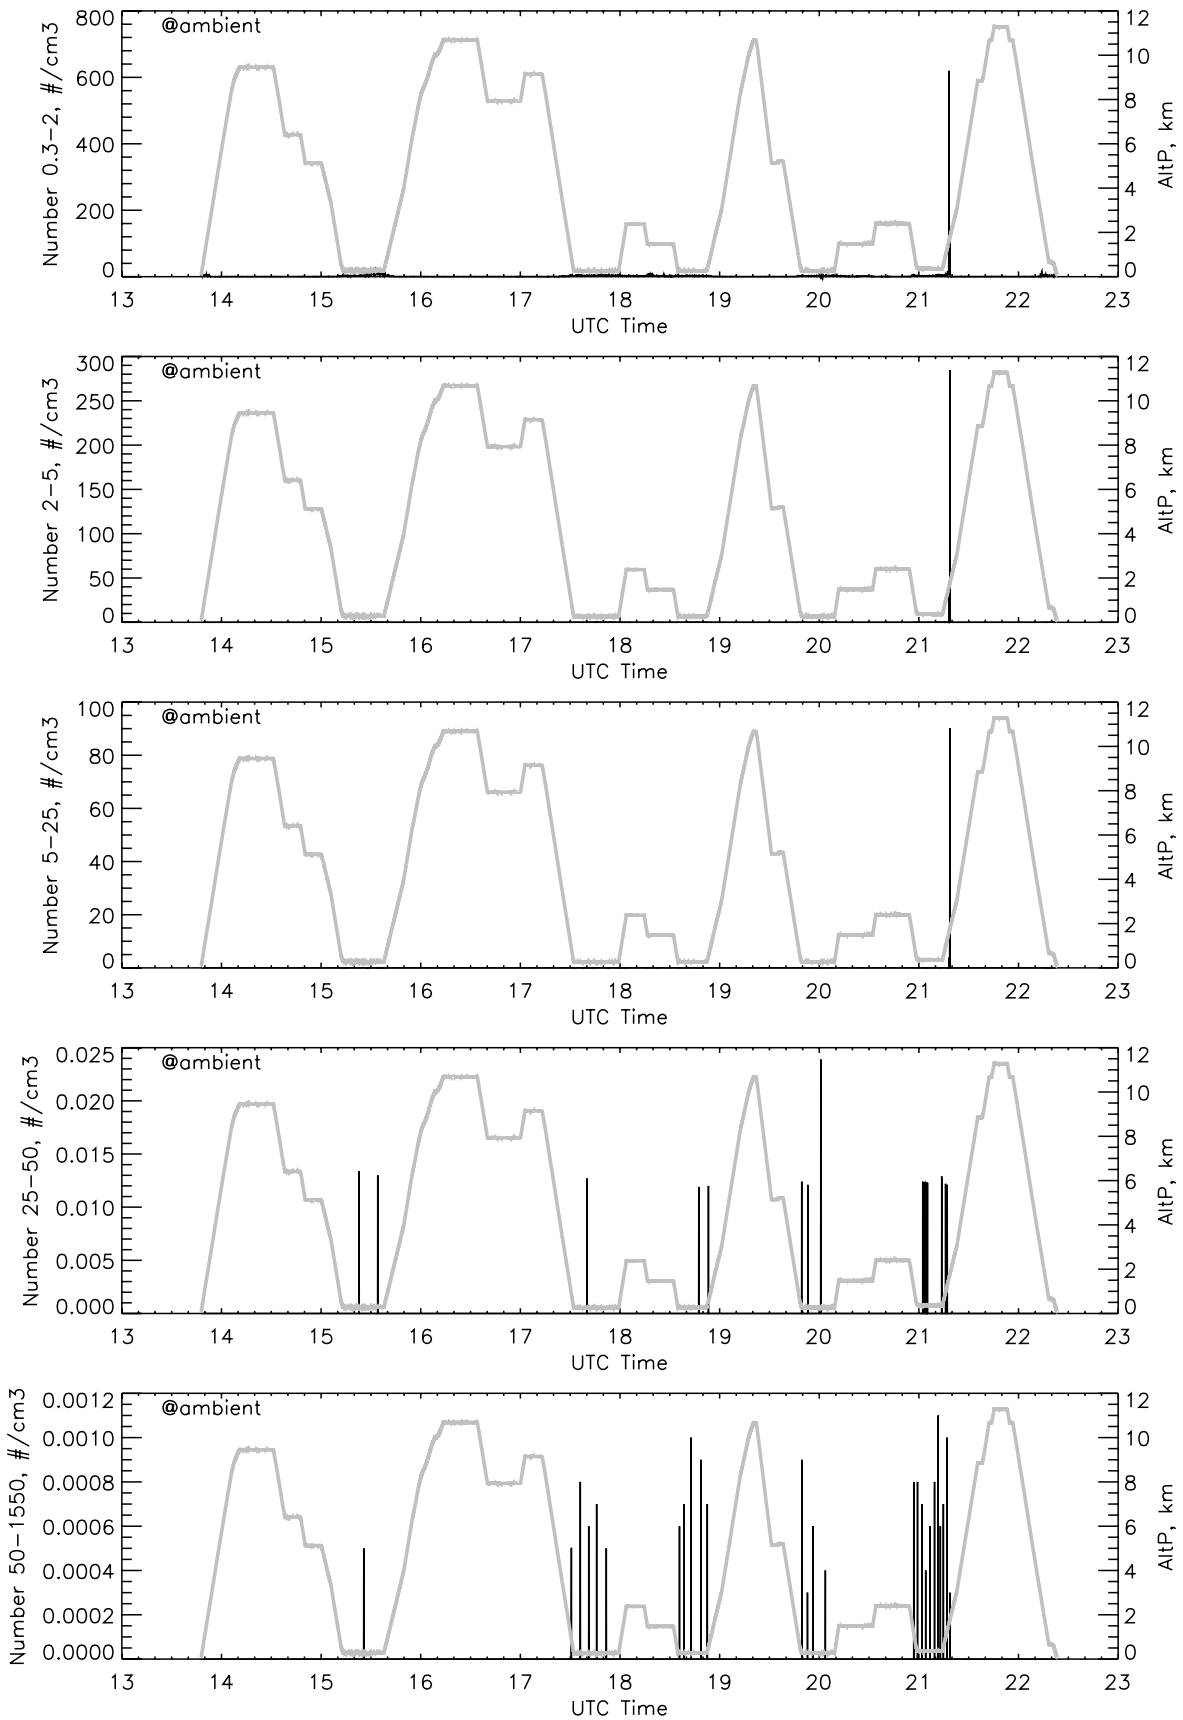 @ambient
Number 0.3-2, #/cm3
800
600
400
200
0
12
10
8
6
4
2
0
AltP, km
13 14 15 16 17 18 19 20 21 22 23
UTC Time
@ambient
Number 2-5, #/cm3
300
250
200
150
100
50
0
12
10
8
6
4
2
0
AltP, km
13 14 15 16 17 18 19 20 21 22 23
UTC Time
@ambient
Number 5-25, #/cm3
100
80
60
40
20
0
12
10
8
6
4
2
0
AltP, km
13 14 15 16 17 18 19 20 21 22 23
UTC Time
@ambient
Number 25-50, #/cm3
0.025
0.020
0.015
0.010
0.005
0.000
12
10
8
6
4
2
0
AltP, km
13 14 15 16 17 18 19 20 21 22 23
UTC Time
@ambient
Number 50-1550, #/cm3
0.0012
0.0010
0.0008
0.0006
0.0004
0.0002
0.0000
12
10
8
6
4
2
0
AltP, km
13 14 15 16 17 18 19 20 21 22 23
UTC Time